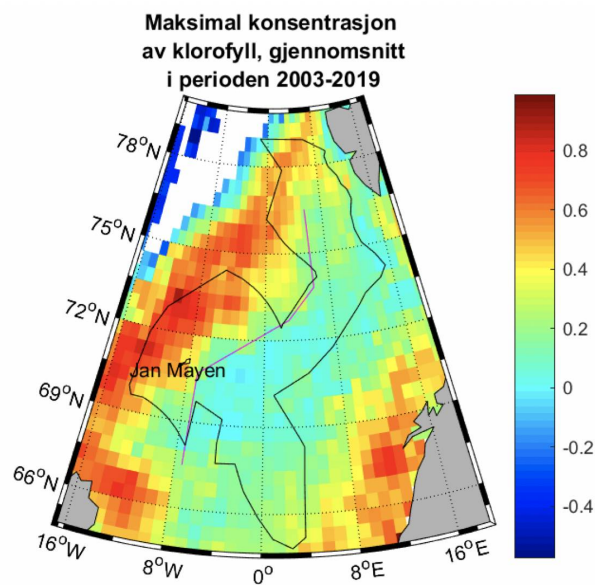 Maksimal konsentrasjon
av klorofyll, gjennomsnitt
i perioden 2003-2019
78°N
75°N
72°N
69°N
66°N
Jan Mayen
16°W
8°W
0°
8°E
16°E
0.8
0.6
0.4
0.2
0
-0.2
-0.4